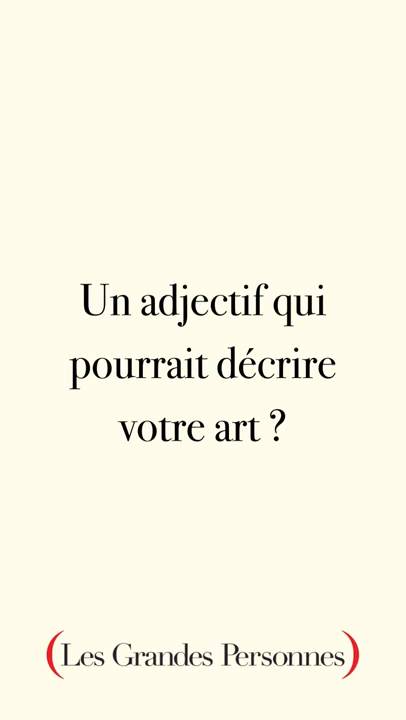 Un adjectif qui
pourrait décrire
votre art ?
(Les Grandes Personnes)